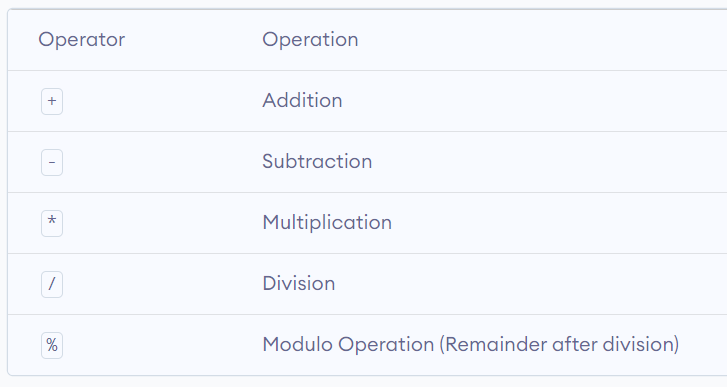 Operator Operation
+ Addition
- Subtraction
* Multiplication
/ Division
% Modulo Operation (Remainder after division)